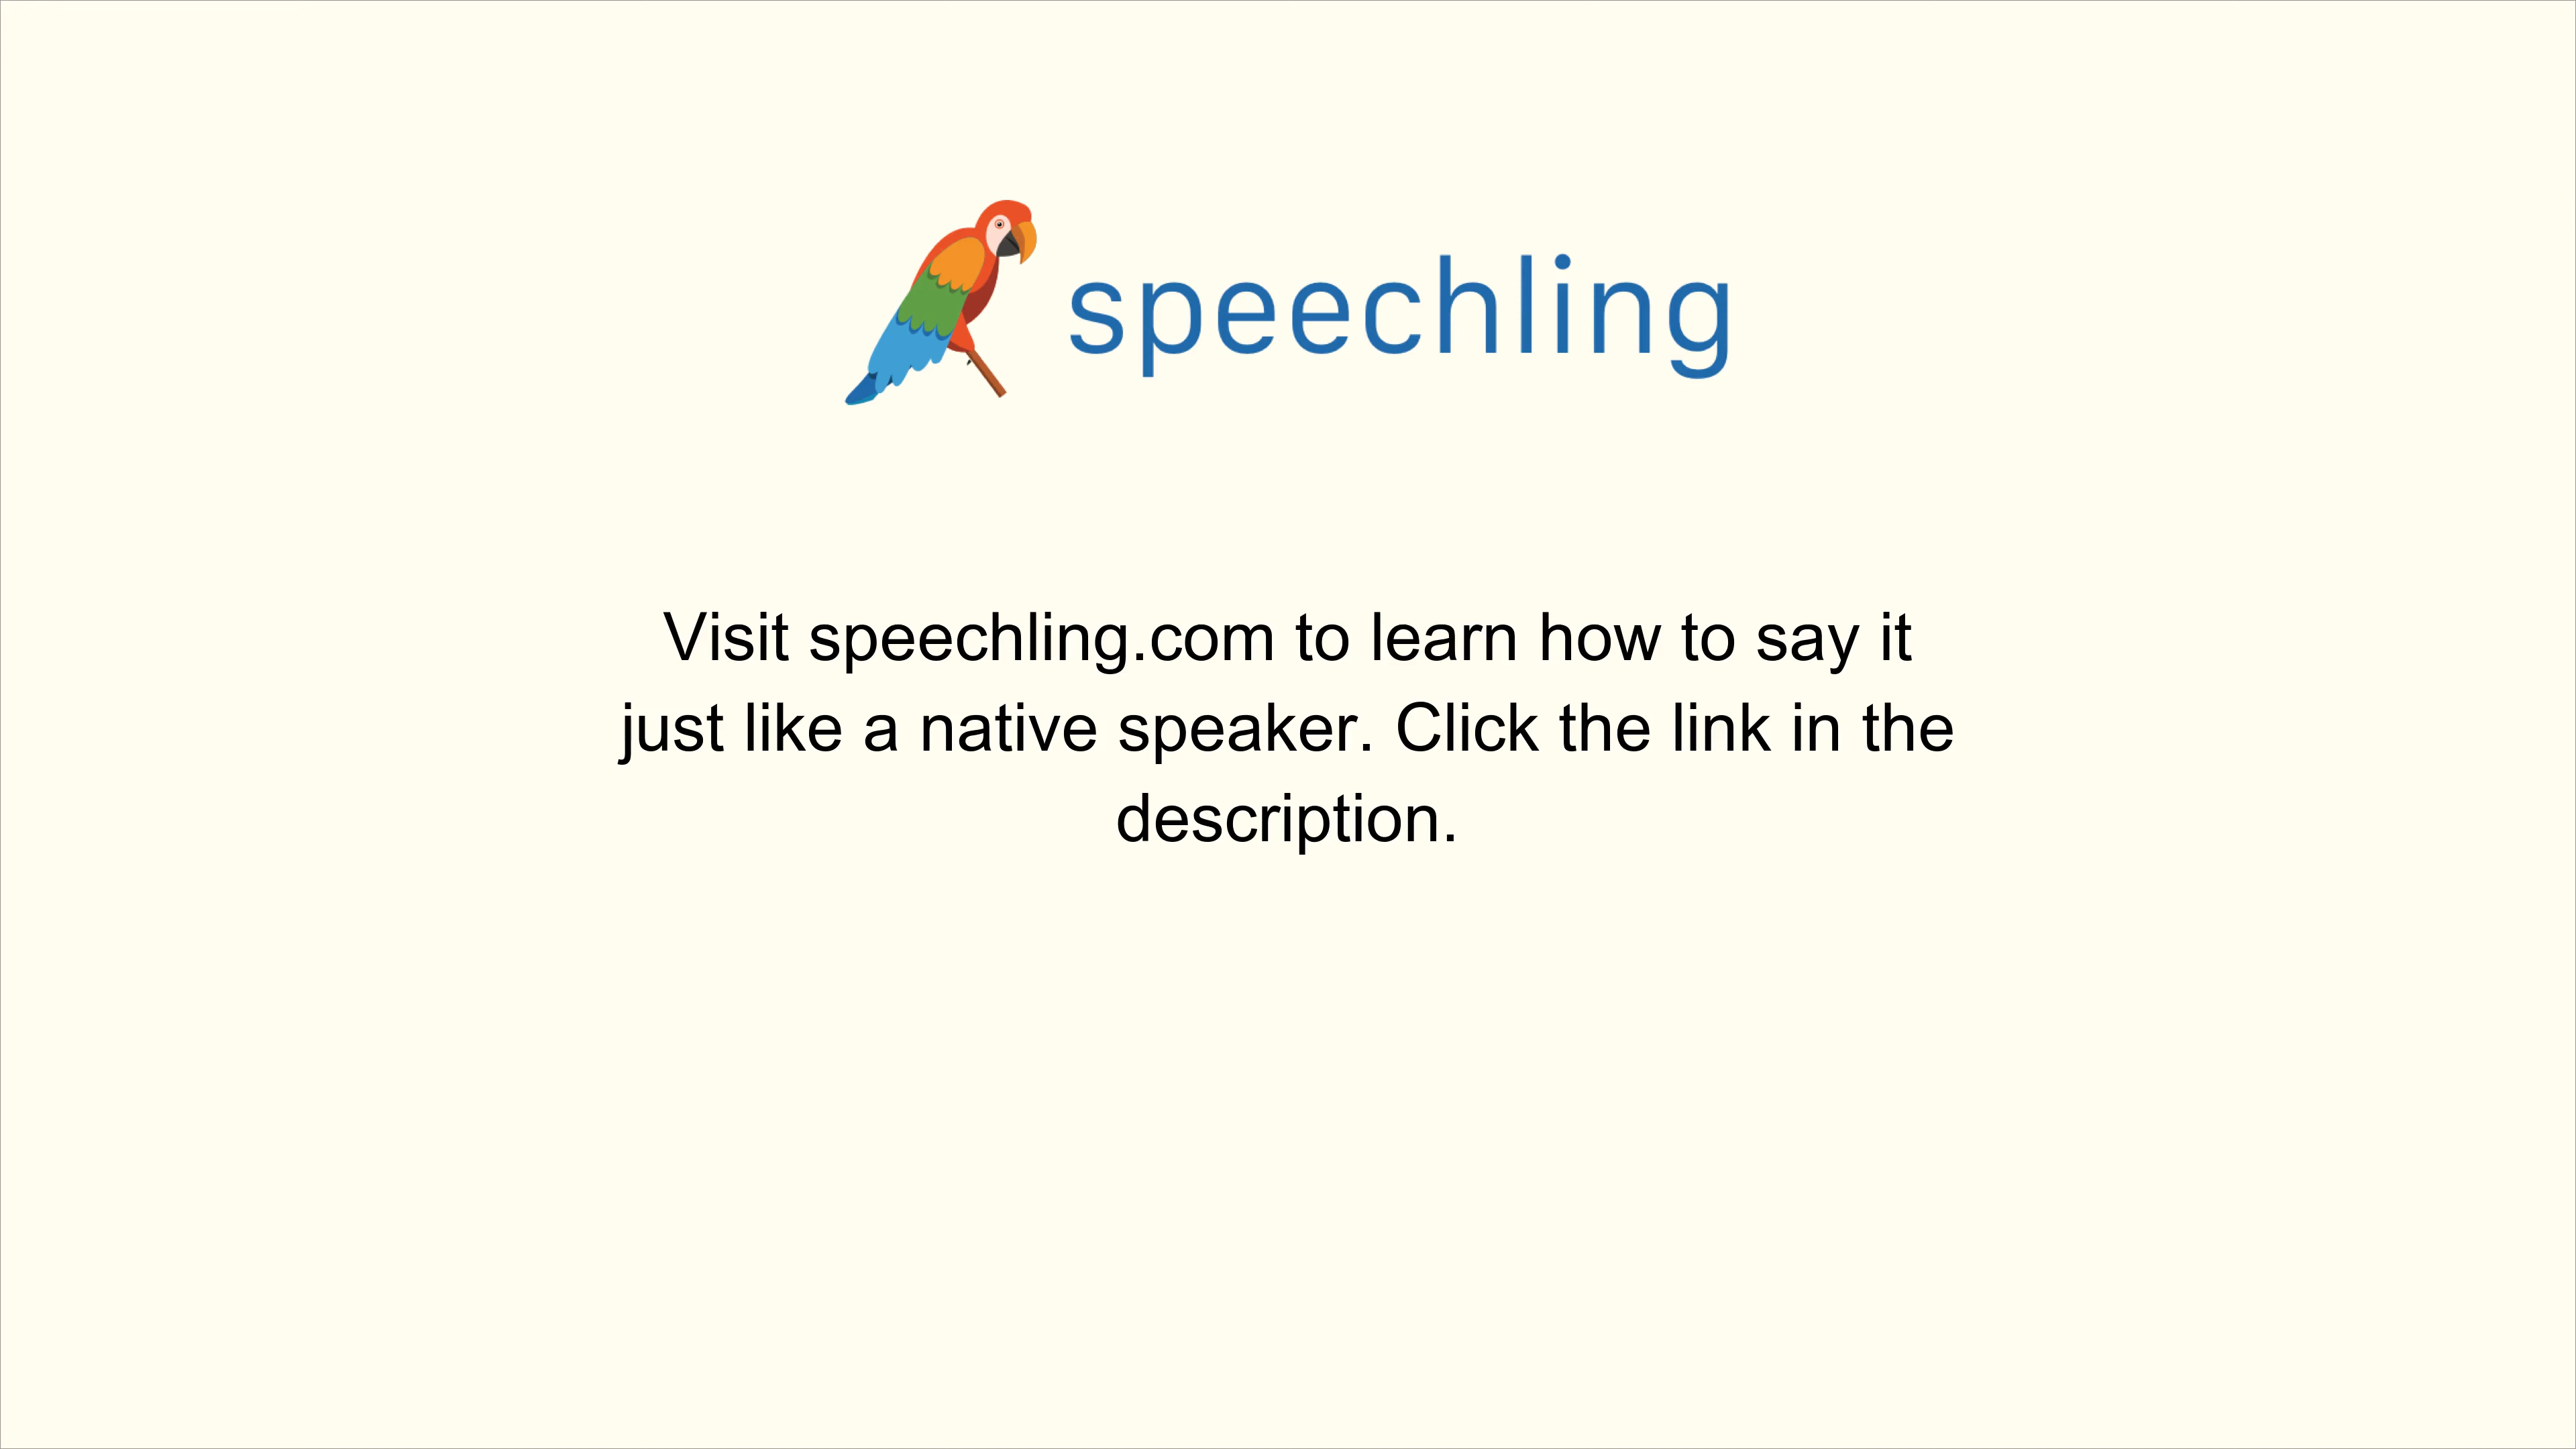 speechling
Visit speechling.com to learn how to say it
just like a native speaker. Click the link in the
description.